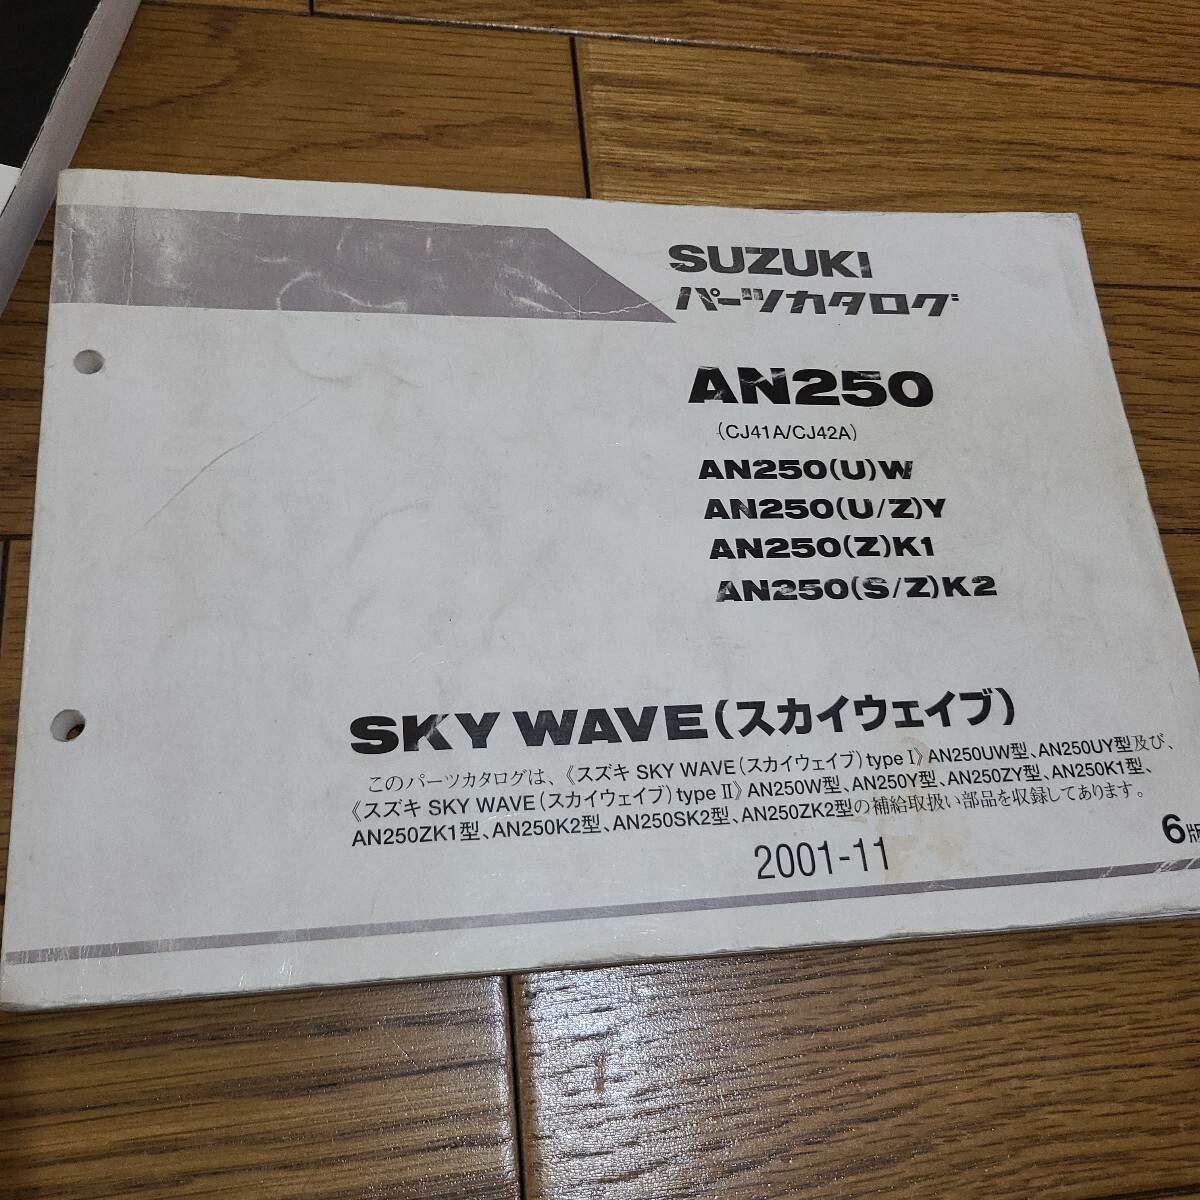 SUZUKI
パーツカタログ
AN250
(CJ41A/CJ42A)
AN250(U)W
AN250(U/Z)Y
AN250(Z)K1
AN250(S/Z)K2
SKY WAVE(スカイウェイブ)
このパーツカタログは、《スズキ SKY WAVE(スカイウェイブ)type I》AN250UW型、AN250UY型及び、
《スズキ SKY WAVE(スカイウェイブ)type II》AN250W型、AN250Y型、AN250ZY型、AN250K1型、
AN250ZK1型、AN250K2型、AN250SK2型、AN250ZK2型の補給取扱い部品を収録してあります。
2001-11
6版